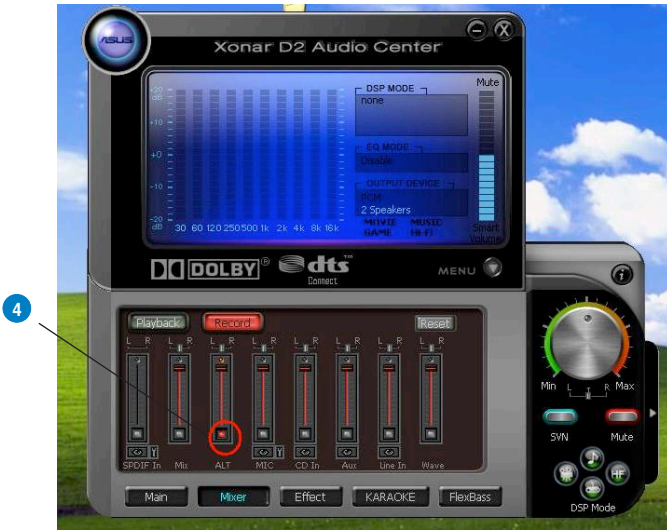 ASUS
Xonar D2 Audio Center
DSP MODE
none
Mute
+20
dB
+10
+0
-10
-20
dB
EQ MODE
Disable
OUTPUT DEVICE
PCM
2 Speakers
MOVIE MUSIC
GAME HI-FI
Smart
Volume
30 60 120 250 500 1k 2k 4k 8k 16k
DOLBY® dts
Connect
MENU
4
Playback Record Reset
L R L R L R L R L R L R L R L R
SPDIF In Mix ALT MIC CD In Aux Line In Wave
Main Mixer Effect KARAOKE FlexBass
i
Min L R Max
SVN Mute
HF
DSP Mode